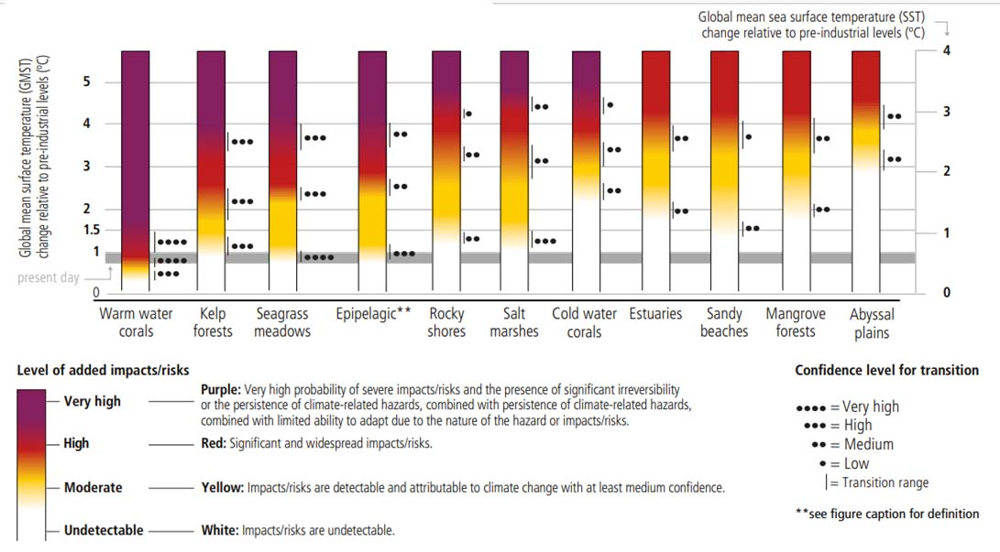 Global mean sea surface temperature (SST)
change relative to pre-industrial levels (°C)
Global mean surface temperature (GMST)
change relative to pre-industrial levels (°C)
5
4
3
2
1.5
1
0
present day
4
3
2
1
0
Warm water
corals
Kelp
forests
Seagrass
meadows
Epipelagic**
Rocky
shores
Salt
marshes
Cold water
corals
Estuaries
Sandy
beaches
Mangrove
forests
Abyssal
plains
Level of added impacts/risks
Very high
Purple: Very high probability of severe impacts/risks and the presence of significant irreversibility
or the persistence of climate-related hazards, combined with persistence of climate-related hazards,
combined with limited ability to adapt due to the nature of the hazard or impacts/risks.
High
Red: Significant and widespread impacts/risks.
Moderate
Yellow: Impacts/risks are detectable and attributable to climate change with at least medium confidence.
Undetectable
White: Impacts/risks are undetectable.
Confidence level for transition
•••• = Very high
••• = High
•• = Medium
• = Low
| = Transition range
**see figure caption for definition